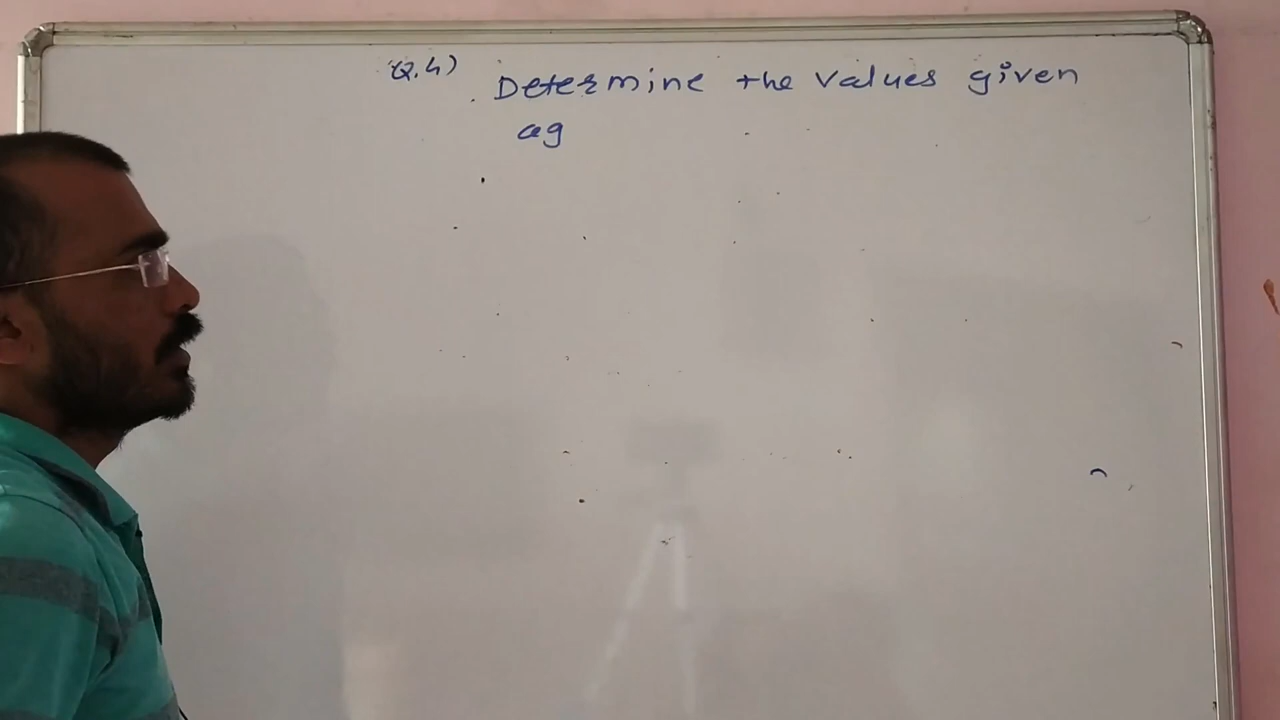 Q.4) Determine the values given
ag